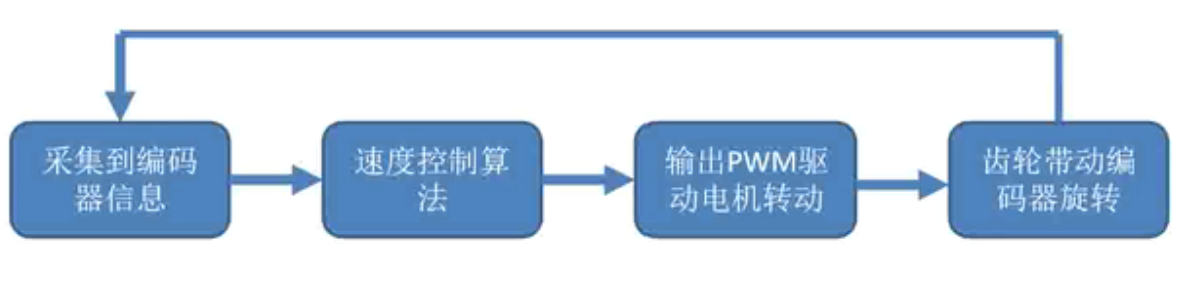 采集到编码
器信息
速度控制算
法
输出PWM驱
动电机转动
齿轮带动编
码器旋转